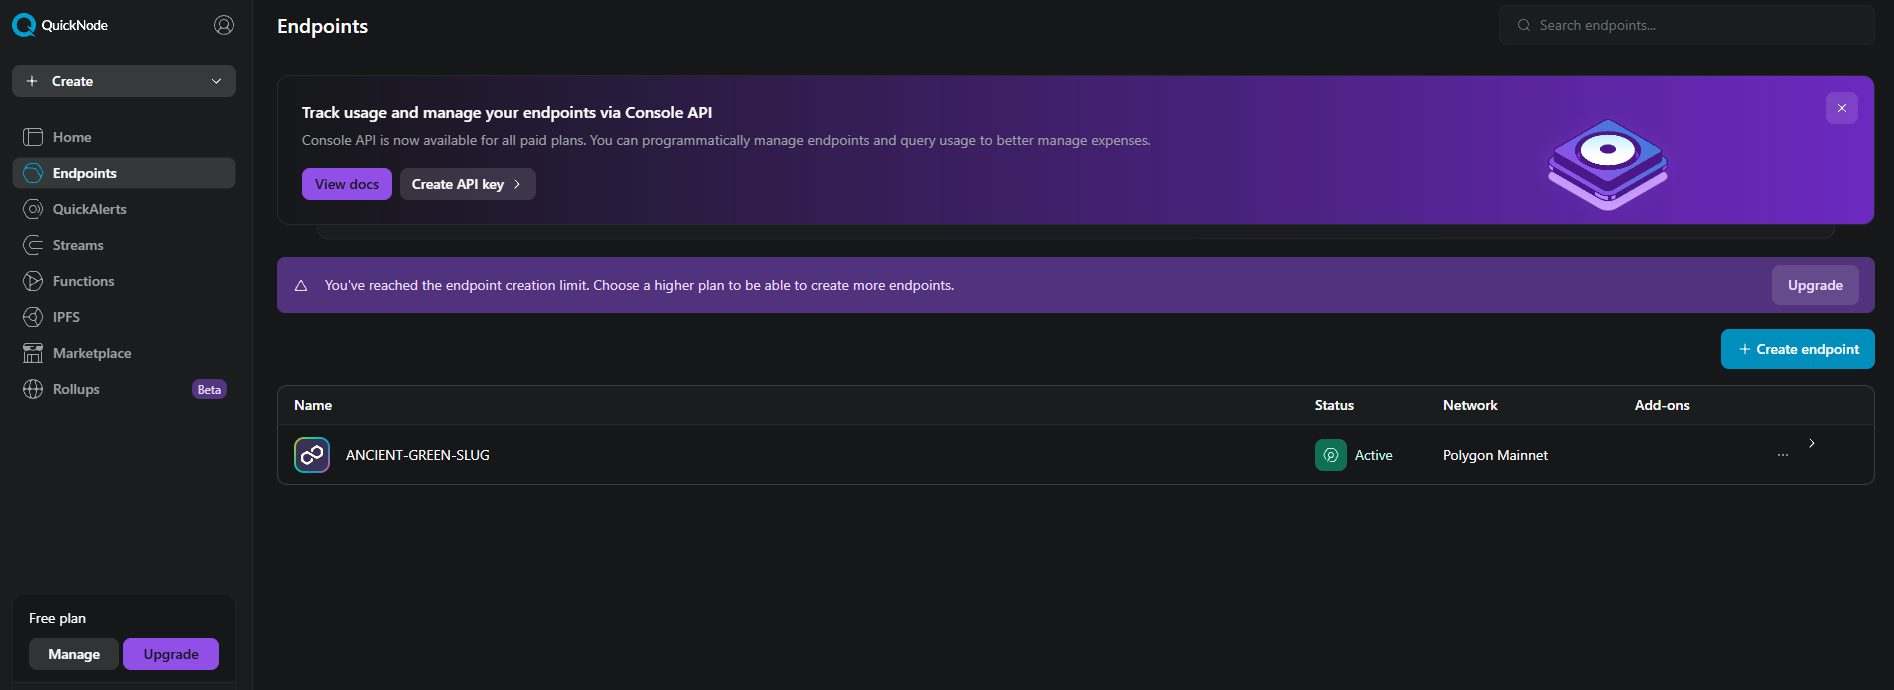 QuickNode
Create
Home
Endpoints
QuickAlerts
Streams
Functions
IPFS
Marketplace
Rollups Beta
Free plan
Manage Upgrade
Endpoints
Search endpoints...
Track usage and manage your endpoints via Console API
Console API is now available for all paid plans. You can programmatically manage endpoints and query usage to better manage expenses.
View docs Create API key
You've reached the endpoint creation limit. Choose a higher plan to be able to create more endpoints. Upgrade
+ Create endpoint
Name Status Network Add-ons
ANCIENT-GREEN-SLUG Active Polygon Mainnet ...